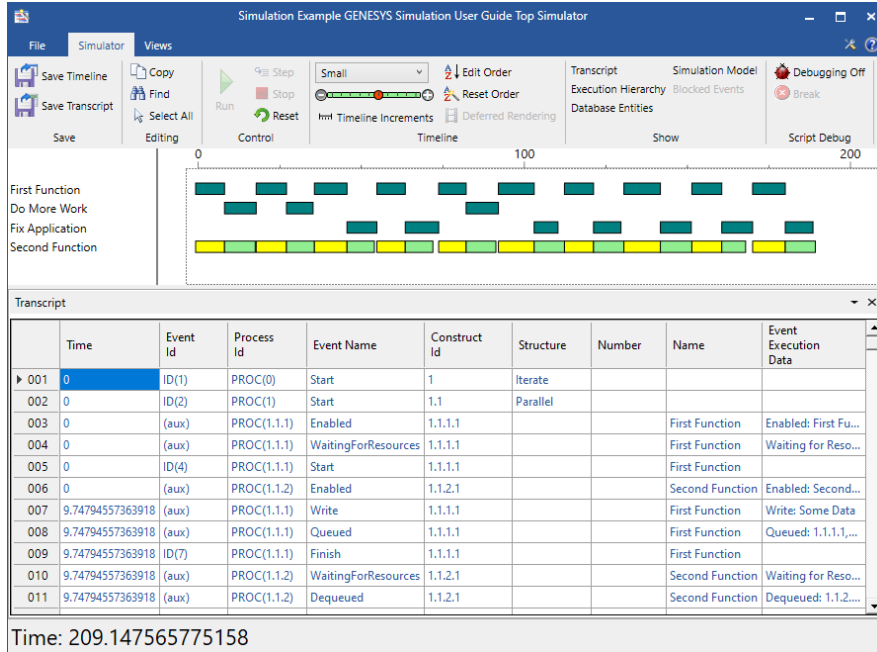 Simulation Example GENESYS Simulation User Guide Top Simulator
File Simulator Views
Save Timeline
Save Transcript
Save
Copy
Find
Select All
Editing
Run
Step
Stop
Reset
Control
Small
Timeline Increments
Edit Order
Reset Order
Deferred Rendering
Timeline
Transcript
Execution Hierarchy
Database Entities
Simulation Model
Blocked Events
Show
Debugging Off
Break
Script Debug
0 100 200
First Function
Do More Work
Fix Application
Second Function
Transcript
Time Event Id Process Id Event Name Construct Id Structure Number Name Event Execution Data
001 0 ID(1) PROC(0) Start 1 Iterate
002 0 ID(2) PROC(1) Start 1.1 Parallel
003 0 (aux) PROC(1.1.1) Enabled 1.1.1.1 First Function Enabled: First Fu...
004 0 (aux) PROC(1.1.1) WaitingForResources 1.1.1.1 First Function Waiting for Reso...
005 0 ID(4) PROC(1.1.1) Start 1.1.1.1 First Function
006 0 (aux) PROC(1.1.2) Enabled 1.1.2.1 Second Function Enabled: Second...
007 9.74794557363918 (aux) PROC(1.1.1) Write 1.1.1.1 First Function Write: Some Data
008 9.74794557363918 (aux) PROC(1.1.1) Queued 1.1.1.1 First Function Queued: 1.1.1.1,...
009 9.74794557363918 ID(7) PROC(1.1.1) Finish 1.1.1.1 First Function
010 9.74794557363918 (aux) PROC(1.1.2) WaitingForResources 1.1.2.1 Second Function Waiting for Reso...
011 9.74794557363918 (aux) PROC(1.1.2) Dequeued 1.1.2.1 Second Function Dequeued: 1.1.2....
Time: 209.147565775158